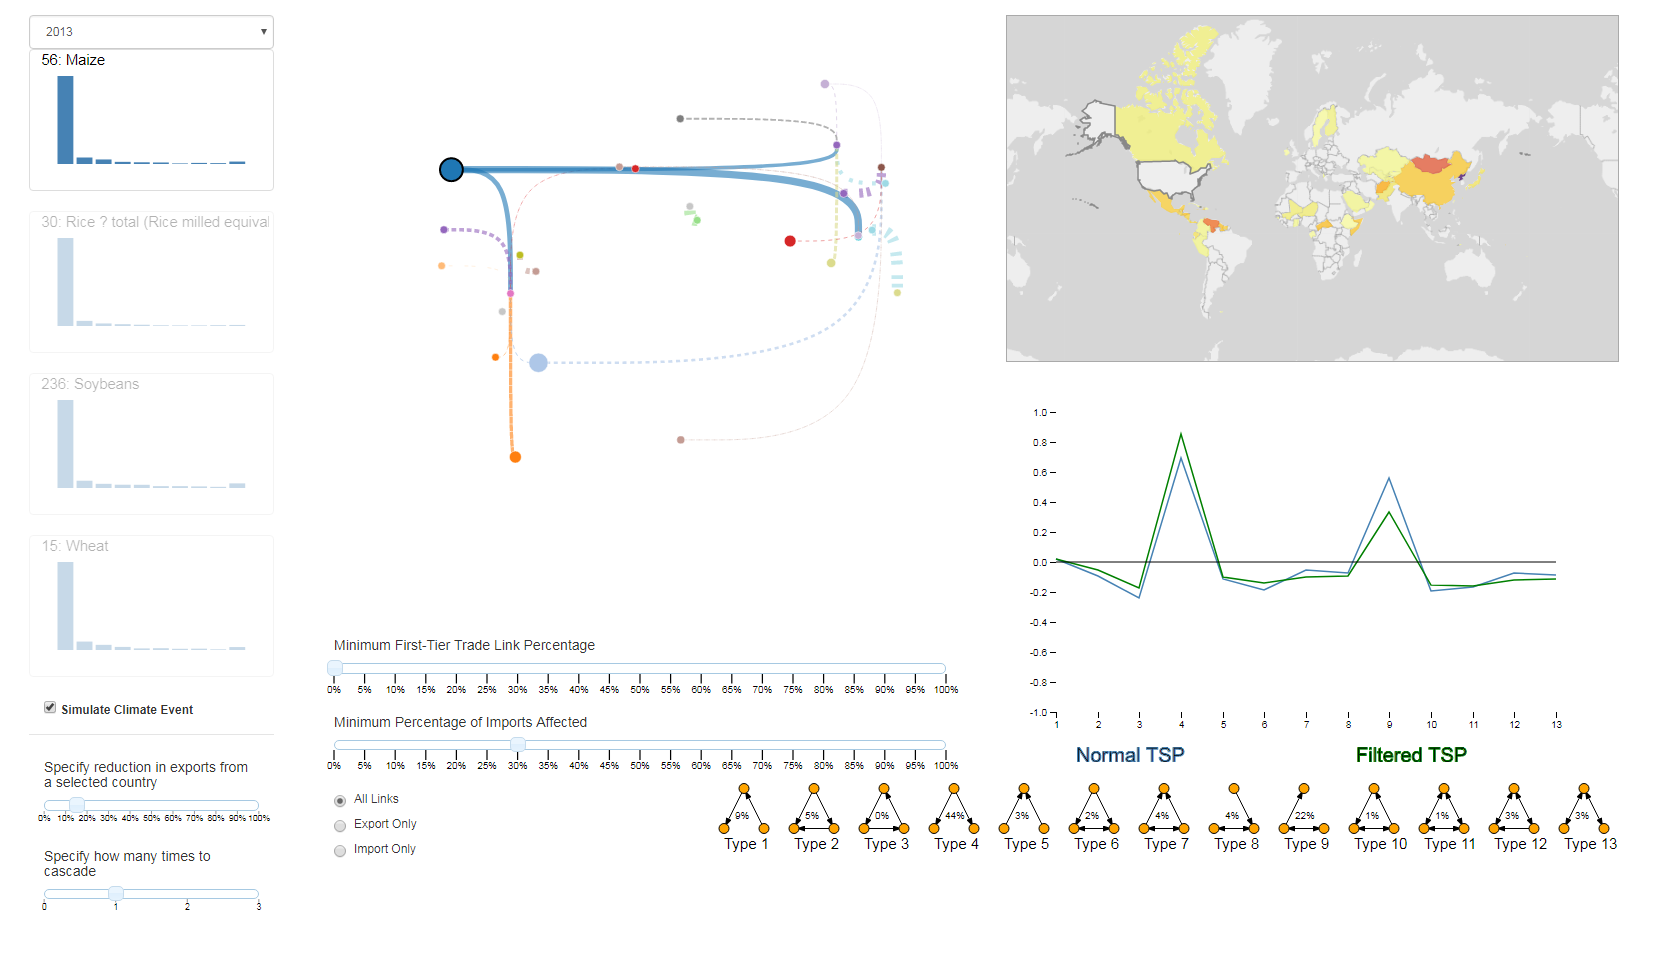 2013
56: Maize
30: Rice ? total (Rice milled equival
236: Soybeans
15: Wheat
Simulate Climate Event
Specify reduction in exports from
a selected country
0% 10% 20% 30% 40% 50% 60% 70% 80% 90% 100%
Specify how many times to
cascade
0 1 2 3
Minimum First-Tier Trade Link Percentage
0% 5% 10% 15% 20% 25% 30% 35% 40% 45% 50% 55% 60% 65% 70% 75% 80% 85% 90% 95% 100%
Minimum Percentage of Imports Affected
0% 5% 10% 15% 20% 25% 30% 35% 40% 45% 50% 55% 60% 65% 70% 75% 80% 85% 90% 95% 100%
All Links
Export Only
Import Only
1.0
0.8
0.6
0.4
0.2
0.0
-0.2
-0.4
-0.6
-0.8
-1.0
1 2 3 4 5 6 7 8 9 10 11 12 13
Normal TSP Filtered TSP
9% 5% 0% 44% 3% 2% 4% 4% 22% 1% 1% 3% 3%
Type 1 Type 2 Type 3 Type 4 Type 5 Type 6 Type 7 Type 8 Type 9 Type 10 Type 11 Type 12 Type 13